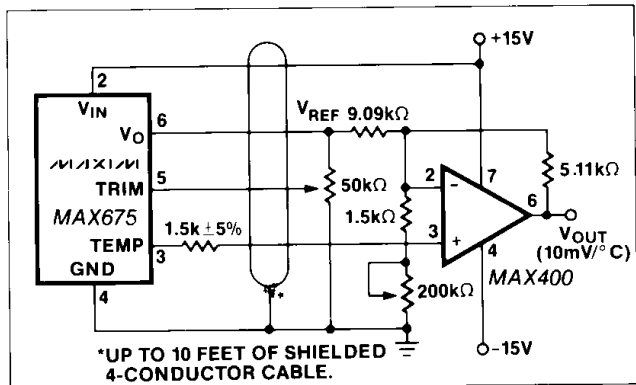 +15V
2
VIN
VO
6
VREF
9.09kΩ
MAXIM
TRIM
5
50kΩ
2
-
7
5.11kΩ
MAX675
1.5k ±5%
1.5kΩ
6
TEMP
3
3
+
4
VOUT
(10mV/°C)
GND
MAX400
4
200kΩ
*
-15V
*UP TO 10 FEET OF SHIELDED
4-CONDUCTOR CABLE.